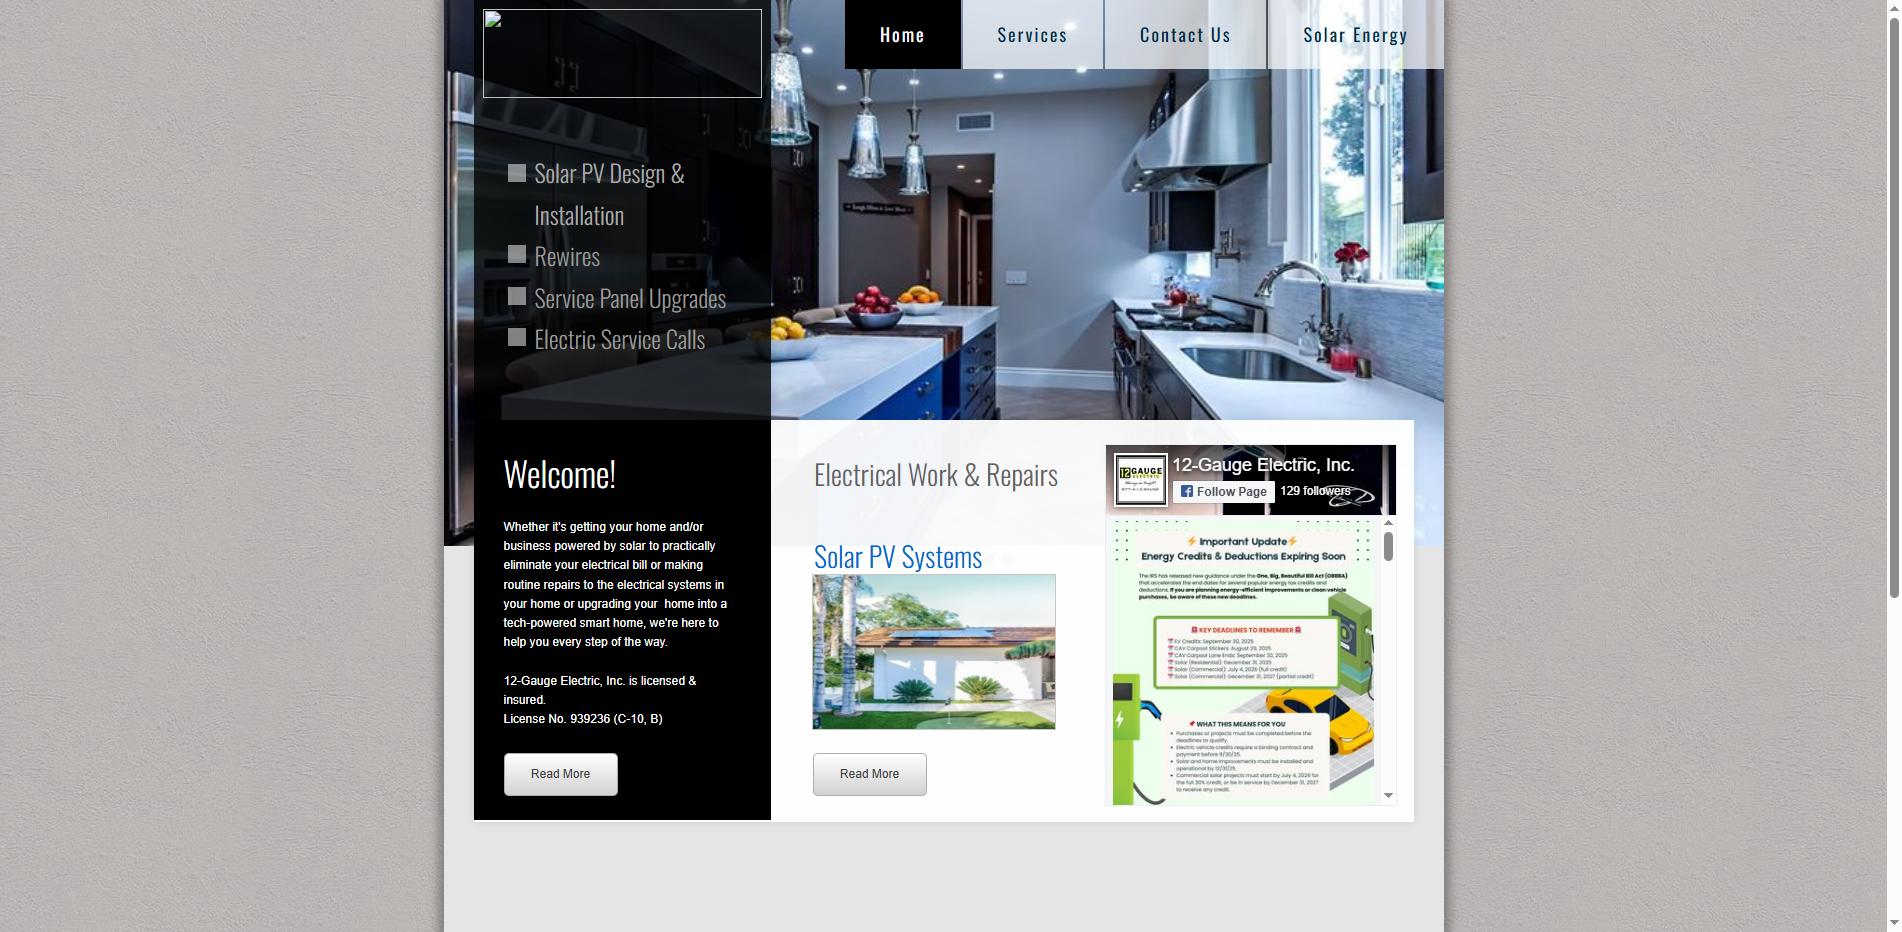 Home
Services
Contact Us
Solar Energy
Solar PV Design &
Installation
Rewires
Service Panel Upgrades
Electric Service Calls
Welcome!
Whether it's getting your home and/or
business powered by solar to practically
eliminate your electrical bill or making
routine repairs to the electrical systems in
your home or upgrading your  home into a
tech-powered smart home, we're here to
help you every step of the way.
12-Gauge Electric, Inc. is licensed &
insured.
License No. 939236 (C-10, B)
Read More
Electrical Work & Repairs
Solar PV Systems
Read More
12 GAUGE
ELECTRIC
12-Gauge Electric, Inc.
Follow Page
129 followers
⚡ Important Update⚡
Energy Credits & Deductions Expiring Soon
The IRS has released new guidance under the One, Big, Beautiful Bill Act (OBBBA)
that accelerates the end dates for several popular energy tax credits and
deductions. If you are planning energy-efficient improvements or clean vehicle
purchases, be aware of these new deadlines.
🚨 KEY DEADLINES TO REMEMBER 🚨
📅 EV Credits: September 30, 2025
📅 CAV Carpool Stickers: August 29, 2025
📅 CAV Carpool Lane Ends: September 30, 2025
📅 Solar (Residential): December 31, 2025
📅 Solar (Commercial): July 4, 2026 (full credit)
📅 Solar (Commercial): December 31, 2027 (partial credit)
📌 WHAT THIS MEANS FOR YOU
• Purchases or projects must be completed before the
deadlines to qualify.
• Electric vehicle credits require a binding contract and
payment before 9/30/25.
• Solar and home improvements must be installed and
operational by 12/31/25.
• Commercial solar projects must start by July 4, 2026 for
the full 30% credit, or be in service by December 31, 2027
to receive any credit.